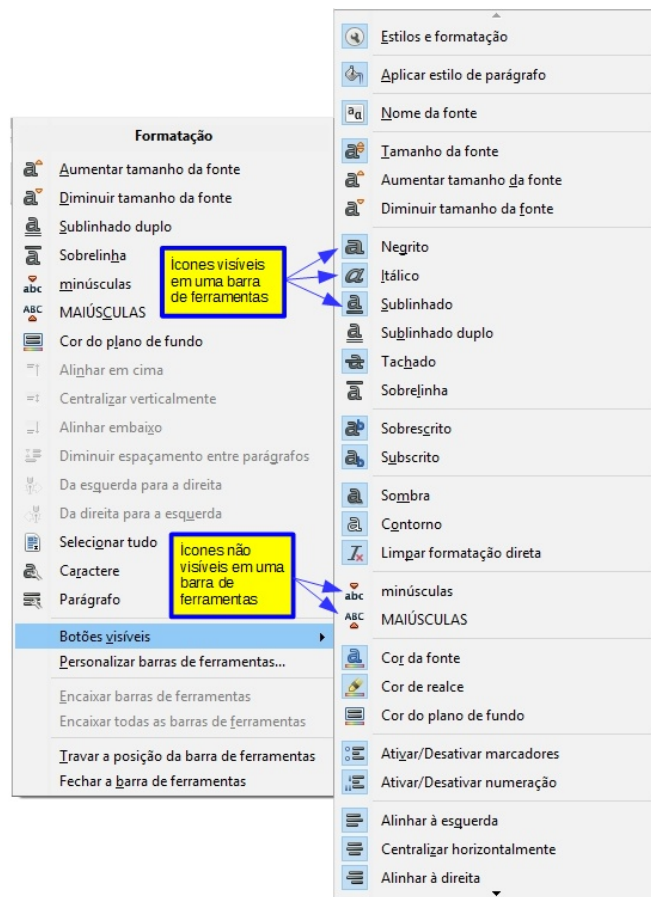 Formatação
Aumentar tamanho da fonte
Diminuir tamanho da fonte
Sublinhado duplo
Sobrelinha
minúsculas
MAIÚSCULAS
Cor do plano de fundo
Alinhar em cima
Centralizar verticalmente
Alinhar embaixo
Diminuir espaçamento entre parágrafos
Da esquerda para a direita
Da direita para a esquerda
Selecionar tudo
Caractere
Parágrafo
Botões visíveis
Personalizar barras de ferramentas...
Encaixar barras de ferramentas
Encaixar todas as barras de ferramentas
Travar a posição da barra de ferramentas
Fechar a barra de ferramentas
Ícones visíveis
em uma barra
de ferramentas
Ícones não
visíveis em uma
barra de
ferramentas
Estilos e formatação
Aplicar estilo de parágrafo
Nome da fonte
Tamanho da fonte
Aumentar tamanho da fonte
Diminuir tamanho da fonte
Negrito
Itálico
Sublinhado
Sublinhado duplo
Tachado
Sobrelinha
Sobrescrito
Subscrito
Sombra
Contorno
Limpar formatação direta
minúsculas
MAIÚSCULAS
Cor da fonte
Cor de realce
Cor do plano de fundo
Ativar/Desativar marcadores
Ativar/Desativar numeração
Alinhar à esquerda
Centralizar horizontalmente
Alinhar à direita